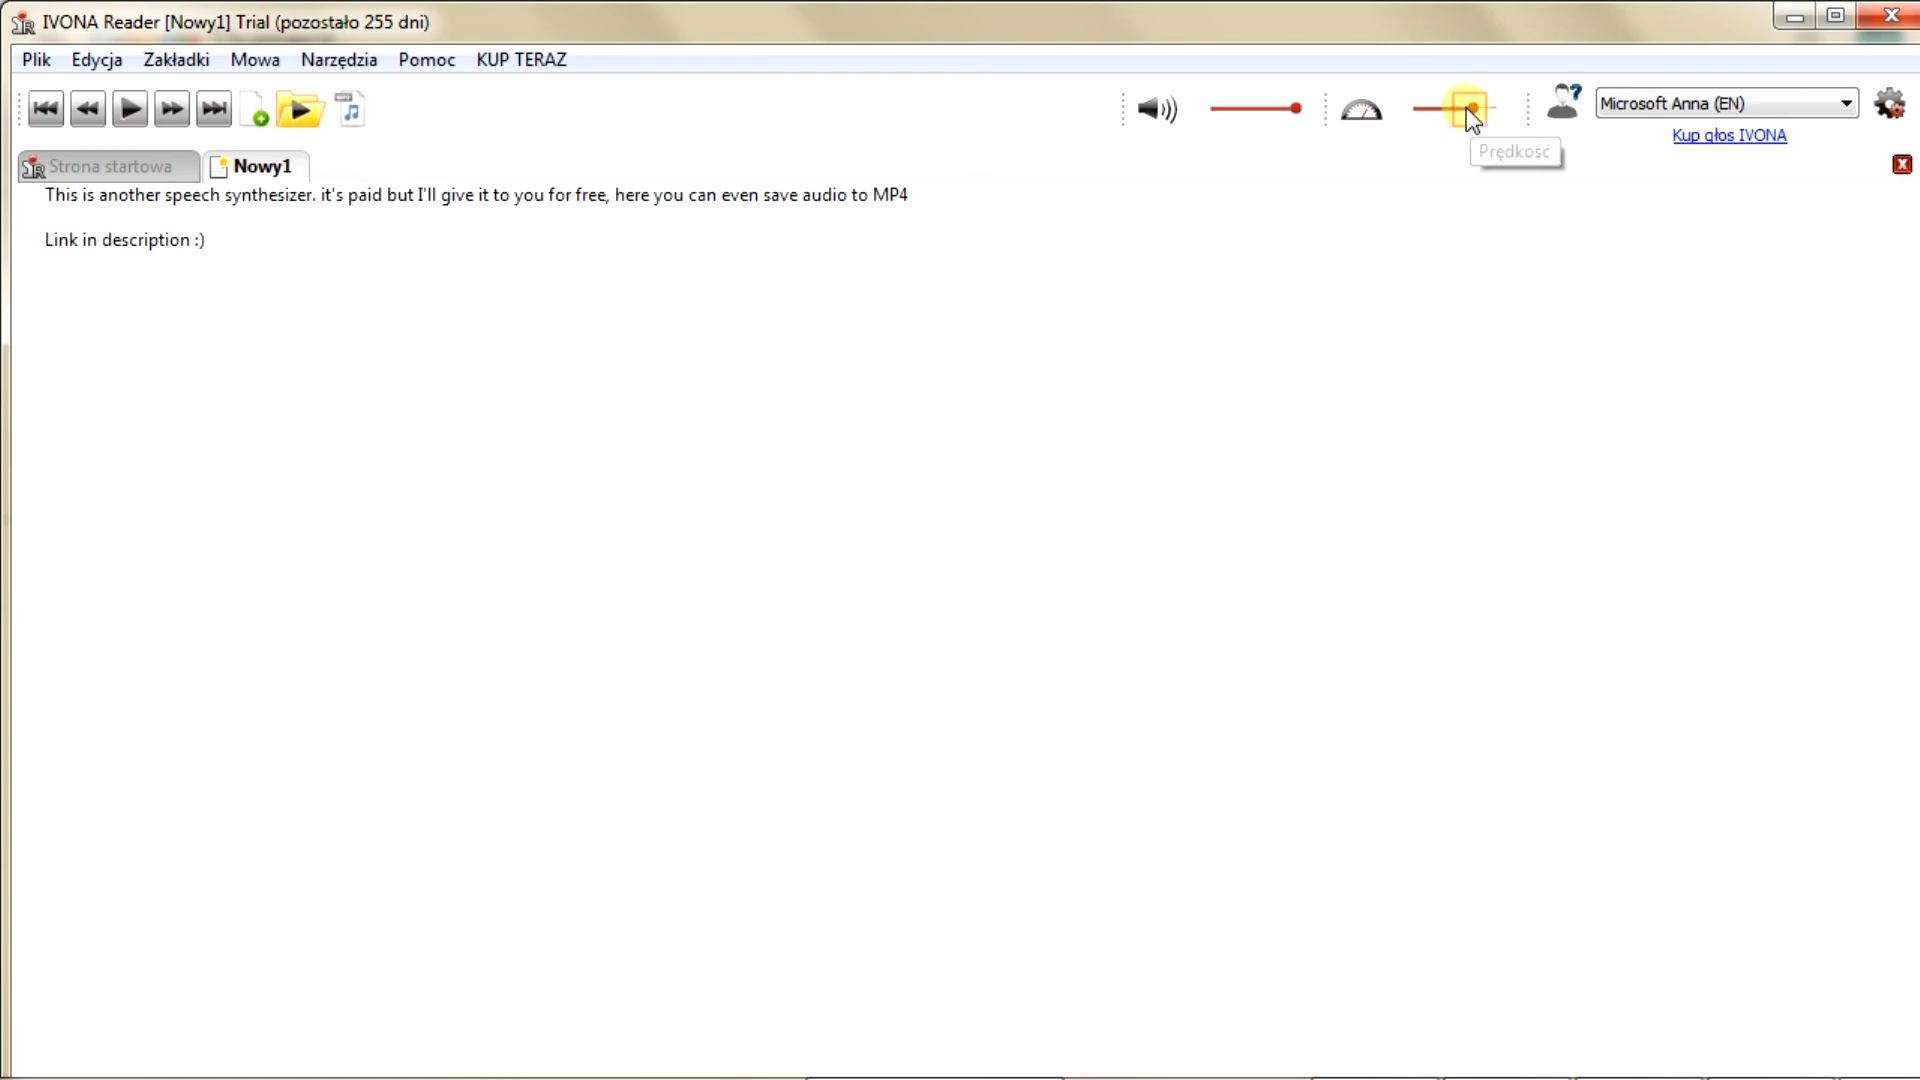 IVONA Reader [Nowy1] Trial (pozostało 255 dni)
Plik Edycja Zakładki Mowa Narzędzia Pomoc KUP TERAZ
Microsoft Anna (EN)
Kup głos IVONA
Prędkość
Strona startowa Nowy1
This is another speech synthesizer. it's paid but I'll give it to you for free, here you can even save audio to MP4
Link in description :)